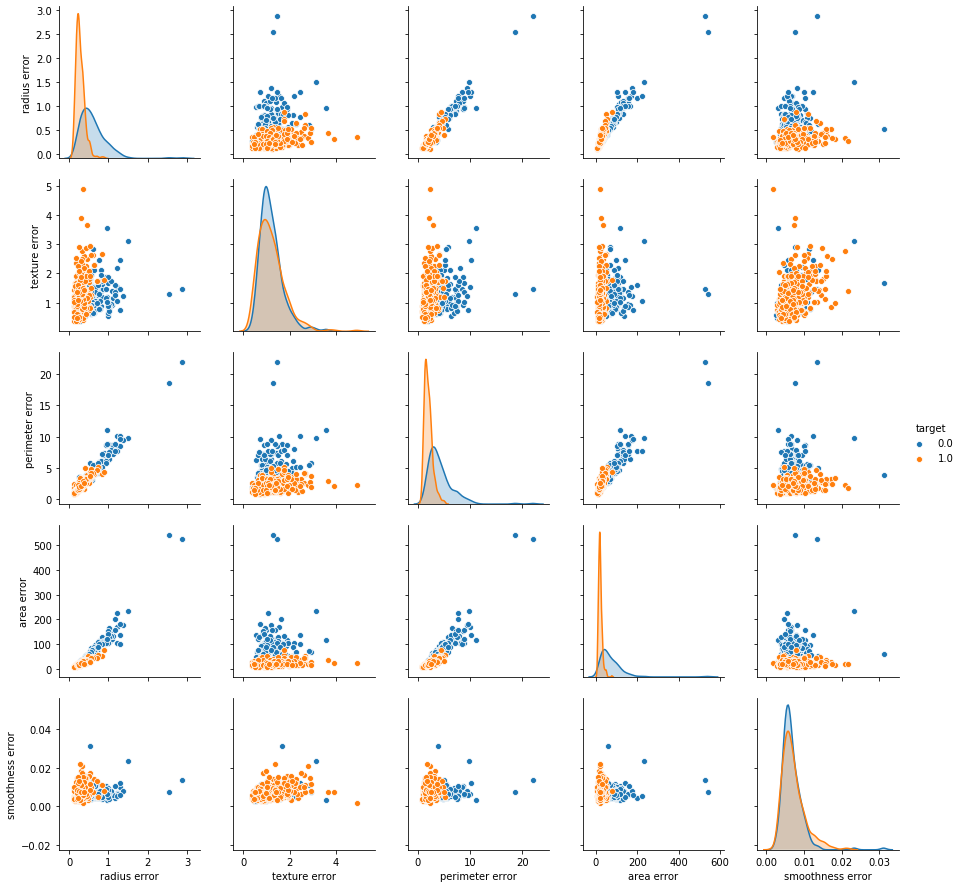 3.0
2.5
2.0
1.5
1.0
0.5
0.0
radius error
5
4
3
2
1
texture error
20
15
10
5
0
perimeter error
target
0.0
1.0
500
400
300
200
100
0
area error
0.04
0.02
0.00
−0.02
smoothness error
0 1 2 3
radius error
0 2 4
texture error
0 10 20
perimeter error
0 200 400 600
area error
0.00 0.01 0.02 0.03
smoothness error